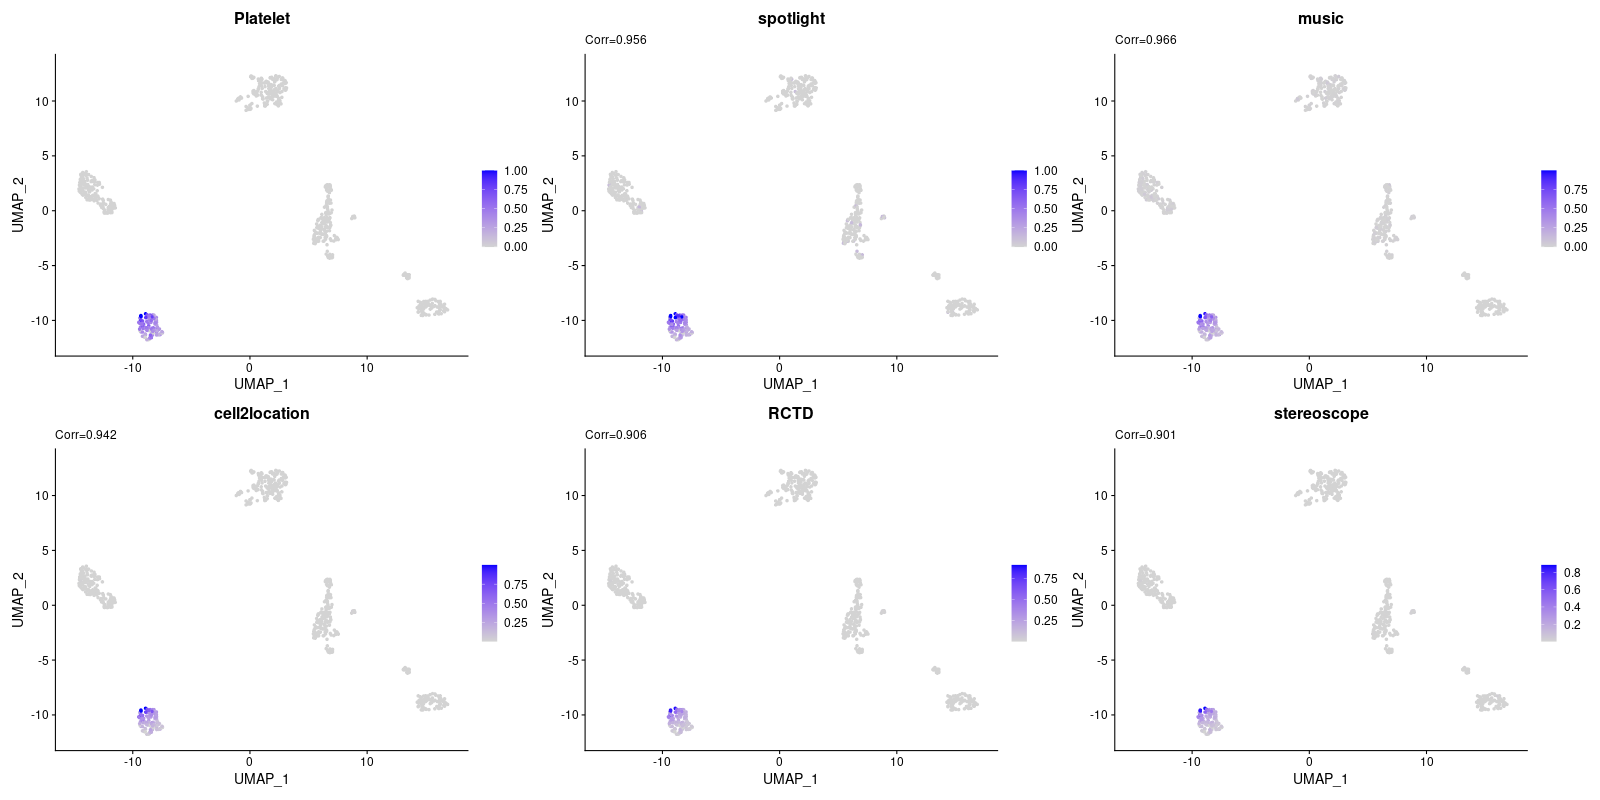 Platelet
10
5
0
-5
-10
UMAP_2
-10 0 10
UMAP_1
1.00
0.75
0.50
0.25
0.00
spotlight
Corr=0.956
10
5
0
-5
-10
UMAP_2
-10 0 10
UMAP_1
1.00
0.75
0.50
0.25
0.00
music
Corr=0.966
10
5
0
-5
-10
UMAP_2
-10 0 10
UMAP_1
0.75
0.50
0.25
0.00
cell2location
Corr=0.942
10
5
0
-5
-10
UMAP_2
-10 0 10
UMAP_1
0.75
0.50
0.25
RCTD
Corr=0.906
10
5
0
-5
-10
UMAP_2
-10 0 10
UMAP_1
0.75
0.50
0.25
stereoscope
Corr=0.901
10
5
0
-5
-10
UMAP_2
-10 0 10
UMAP_1
0.8
0.6
0.4
0.2